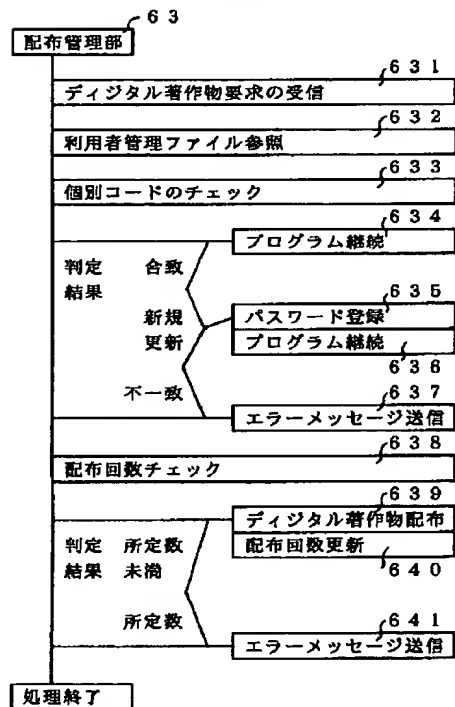 63
配布管理部
631
ディジタル著作物要求の受信
632
利用者管理ファイル参照
633
個別コードのチェック
634
プログラム継続
判定 合致
結果
635
新規 パスワード登録
更新 プログラム継続
636
637
不一致 エラーメッセージ送信
638
配布回数チェック
639
ディジタル著作物配布
判定 所定数 配布回数更新
結果 未満
640
所定数
641
エラーメッセージ送信
処理終了